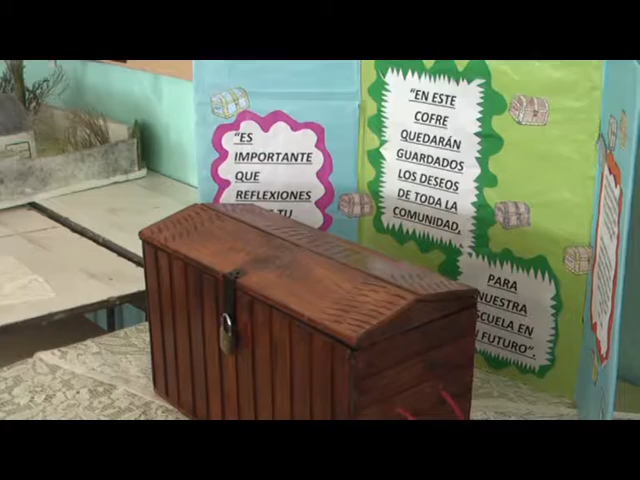 "ES
IMPORTANTE
QUE
REFLEXIONES
TU
"EN ESTE
COFRE
QUEDARÁN
GUARDADOS
LOS DESEOS
DE TODA LA
COMUNIDAD,
PARA
NUESTRA
ESCUELA EN
FUTURO".